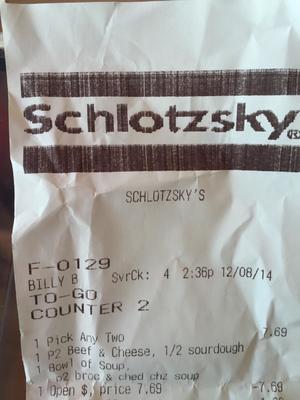 Schlotzsky®
SCHLOTZSKY'S
F-0129
BILLY B SvrCk: 4 2:36p 12/08/14
TO-GO
COUNTER 2
1 Pick Any Two 7.69
1 P2 Beef & Cheese, 1/2 sourdough
1 Bowl of Soup,
p2 broc & ched chz soup
1 Open $, price 7.69 -7.69